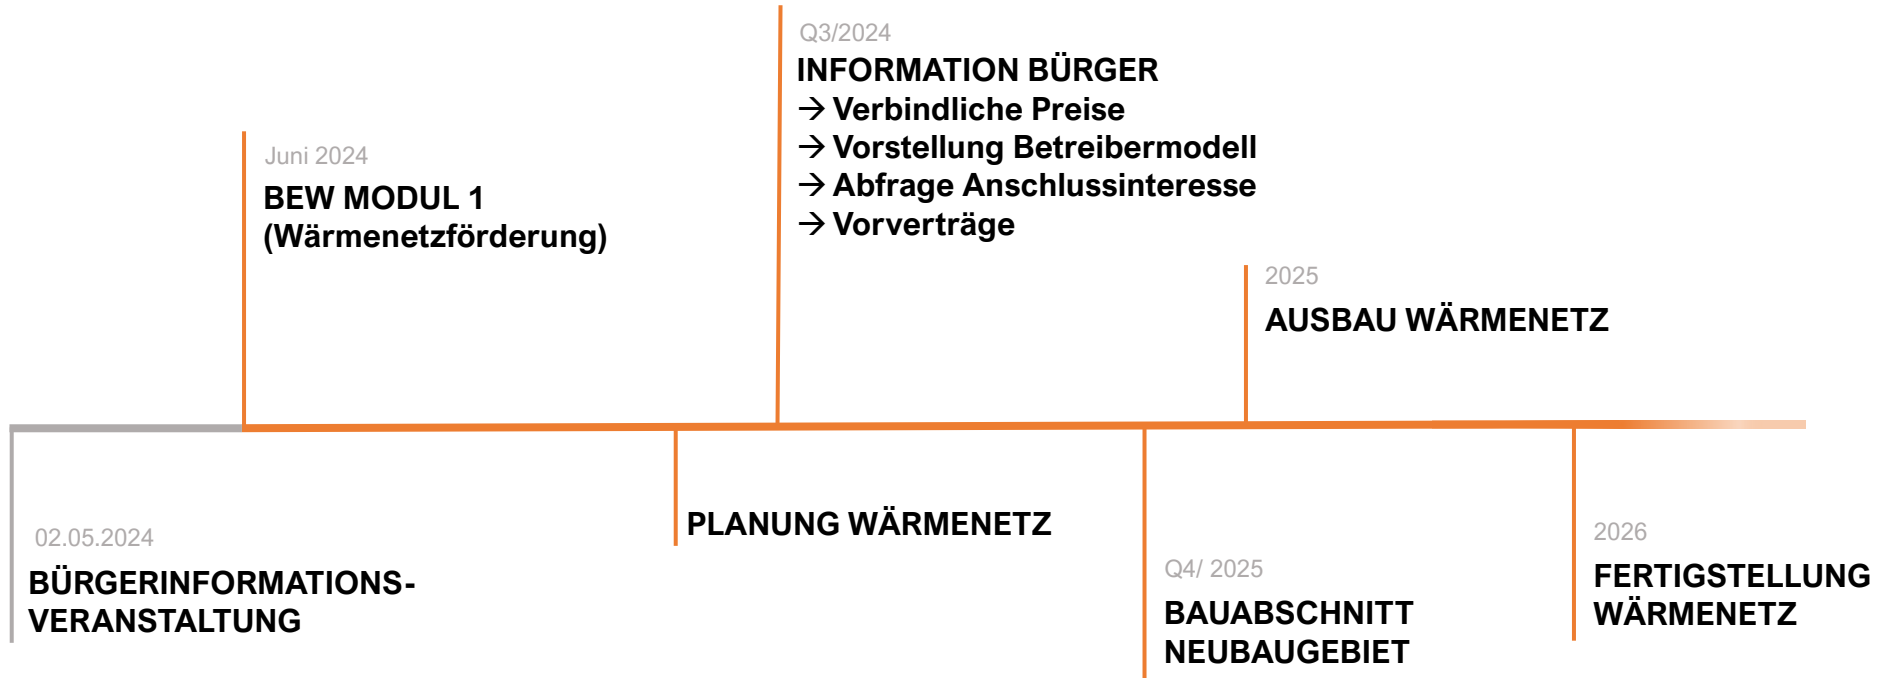 02.05.2024
BÜRGERINFORMATIONS-
VERANSTALTUNG
Juni 2024
BEW MODUL 1
(Wärmenetzförderung)
PLANUNG WÄRMENETZ
Q3/2024
INFORMATION BÜRGER
→ Verbindliche Preise
→ Vorstellung Betreibermodell
→ Abfrage Anschlussinteresse
→ Vorverträge
Q4/ 2025
BAUABSCHNITT
NEUBAUGEBIET
2025
AUSBAU WÄRMENETZ
2026
FERTIGSTELLUNG
WÄRMENETZ